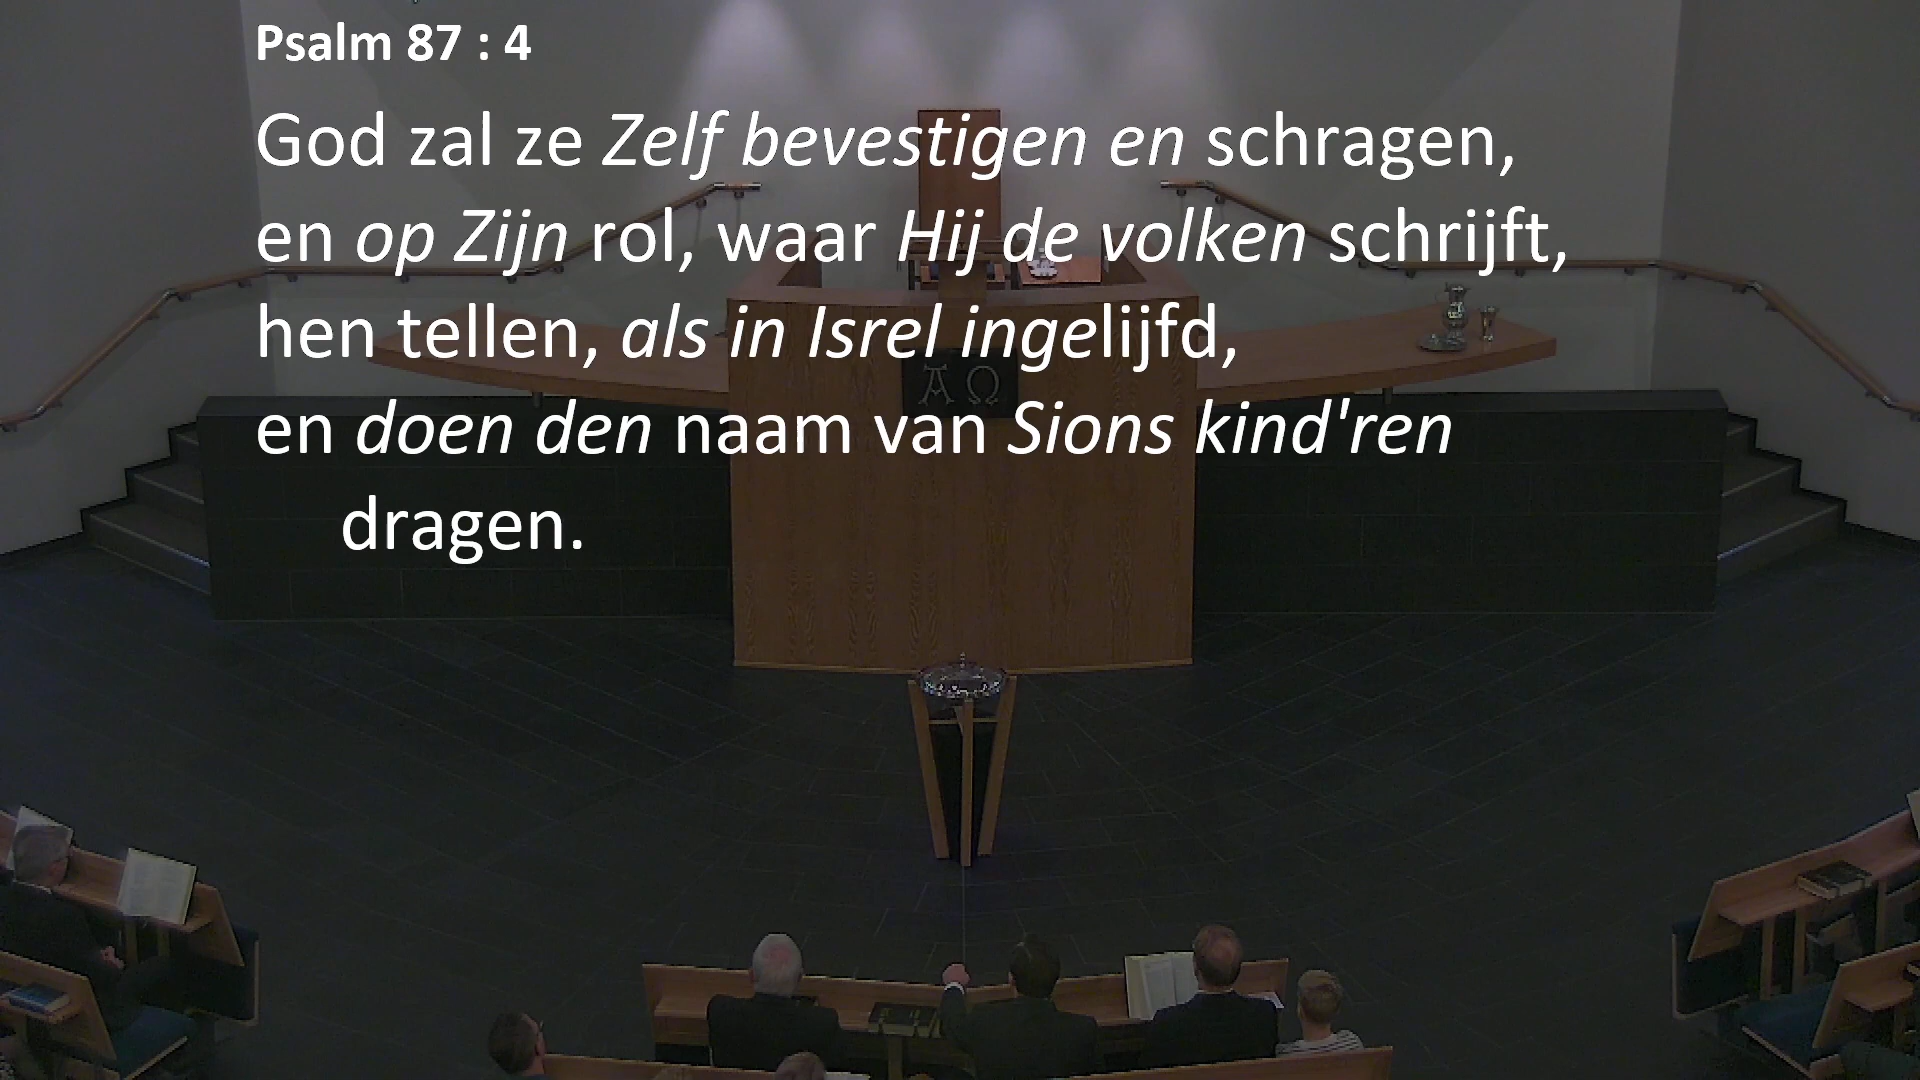 Psalm 87 : 4
God zal ze Zelf bevestigen en schragen,
en op Zijn rol, waar Hij de volken schrijft,
hen tellen, als in Isrel ingelijfd,
en doen den naam van Sions kind'ren
dragen.
Α Ω